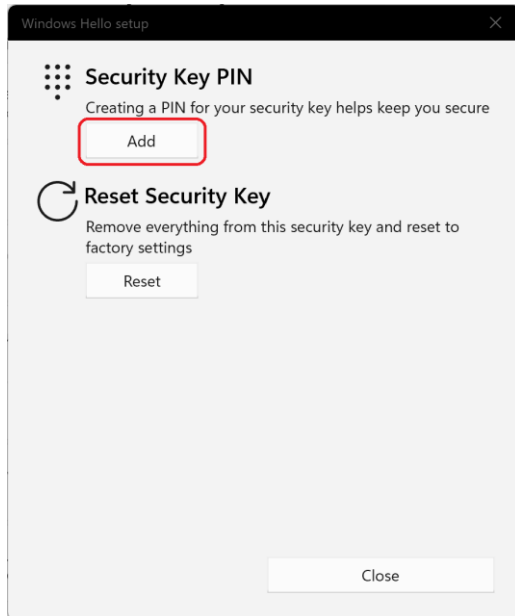 Windows Hello setup
Security Key PIN
Creating a PIN for your security key helps keep you secure
Add
Reset Security Key
Remove everything from this security key and reset to
factory settings
Reset
Close